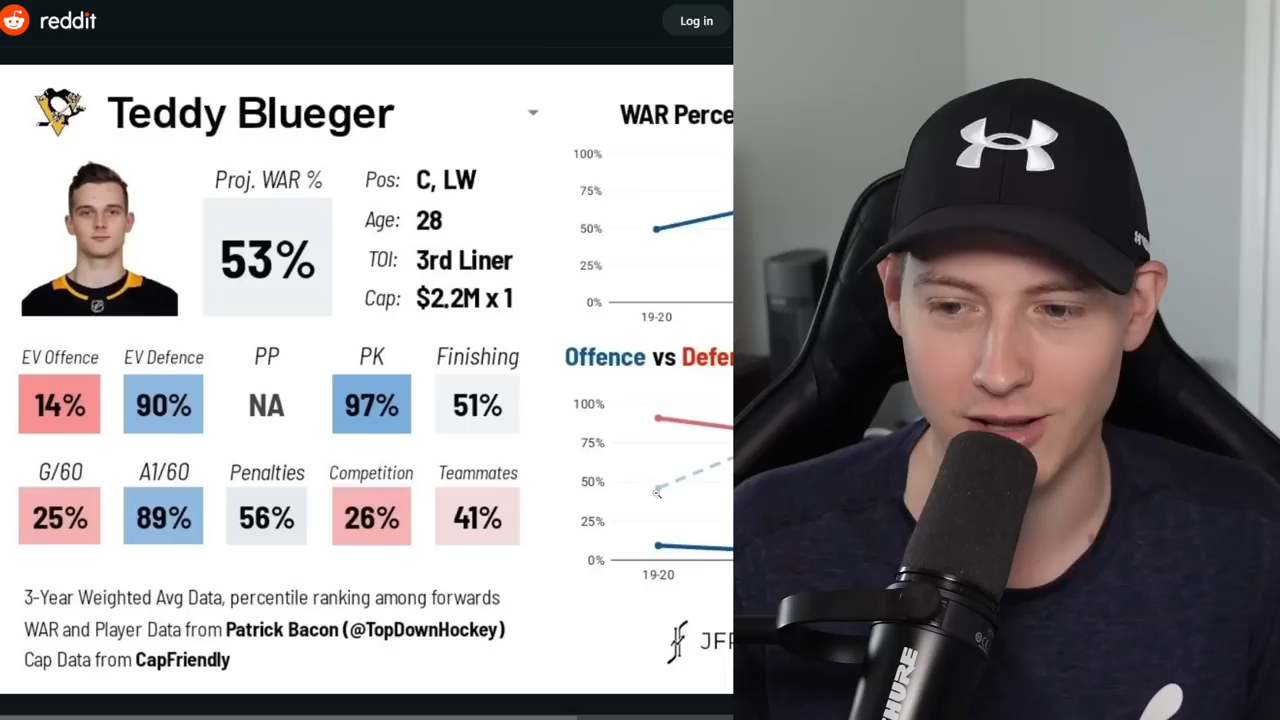 reddit
Log in
Teddy Blueger
WAR Perce
Proj. WAR %
53%
Pos: C, LW
Age: 28
TOI: 3rd Liner
Cap: $2.2M x 1
100%
75%
50%
25%
0%
19-20
EV Offence EV Defence PP PK Finishing
14% 90% NA 97% 51%
G/60 A1/60 Penalties Competition Teammates
25% 89% 56% 26% 41%
Offence vs Defen
100%
75%
50%
25%
0%
19-20
3-Year Weighted Avg Data, percentile ranking among forwards
WAR and Player Data from Patrick Bacon (@TopDownHockey)
Cap Data from CapFriendly
JFF
SHURE